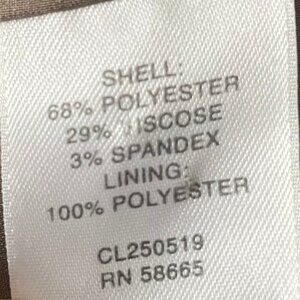 SHELL:
68% POLYESTER
29% VISCOSE
3% SPANDEX
LINING:
100% POLYESTER
CL250519
RN 58665